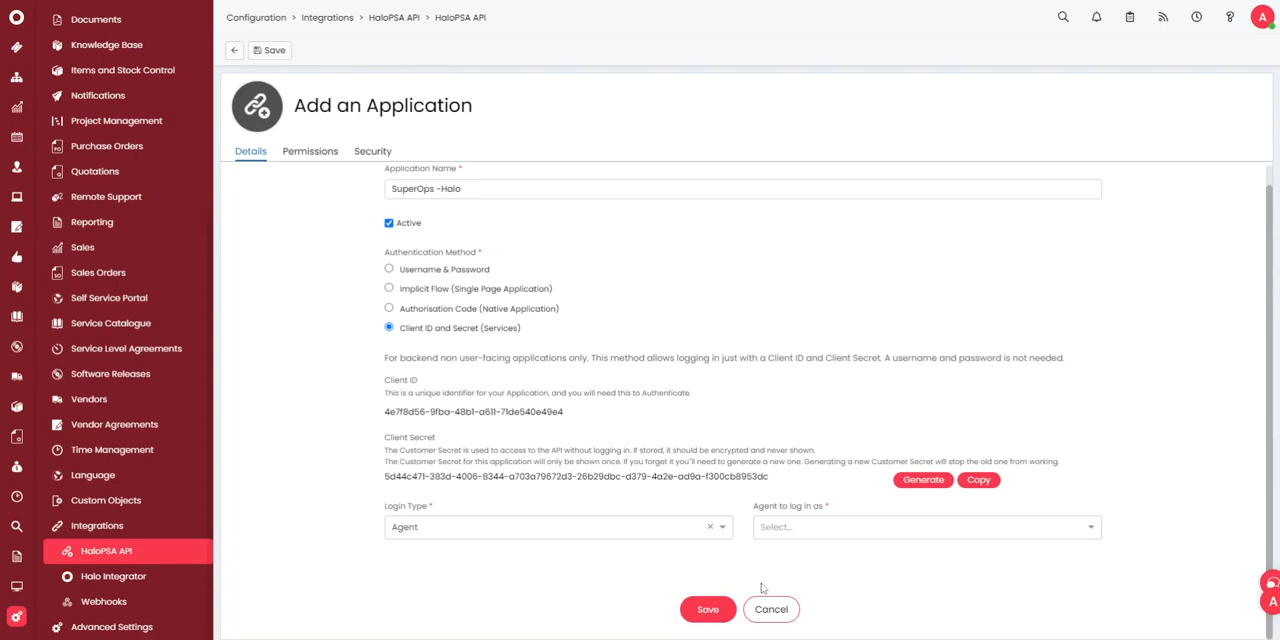 Documents
Knowledge Base
Items and Stock Control
Notifications
Project Management
Purchase Orders
Quotations
Remote Support
Reporting
Sales
Sales Orders
Self Service Portal
Service Catalogue
Service Level Agreements
Software Releases
Vendors
Vendor Agreements
Time Management
Language
Custom Objects
Integrations
HaloPSA API
Halo Integrator
Webhooks
Advanced Settings
Configuration > Integrations > HaloPSA API > HaloPSA API
A
Save
Add an Application
Details Permissions Security
Application Name *
SuperOps -Halo
Active
Authentication Method *
Username & Password
Implicit Flow (Single Page Application)
Authorisation Code (Native Application)
Client ID and Secret (Services)
For backend non user-facing applications only. This method allows logging in just with a Client ID and Client Secret. A username and password is not needed.
Client ID
This is a unique identifier for your Application, and you will need this to Authenticate.
4e7f8d56-9fba-48b1-a611-71de540e49e4
Client Secret
The Customer Secret is used to access to the API without logging in. If stored, it should be encrypted and never shown.
The Customer Secret for this application will only be shown once. If you forget it you"ll need to generate a new one. Generating a new Customer Secret will stop the old one from working.
5d44c471-383d-4006-8344-a703a79672d3-26b29dbc-d379-4a2e-ad9a-f300cb8953dc
Generate Copy
Login Type * Agent to log in as *
Agent Select...
Save Cancel
A